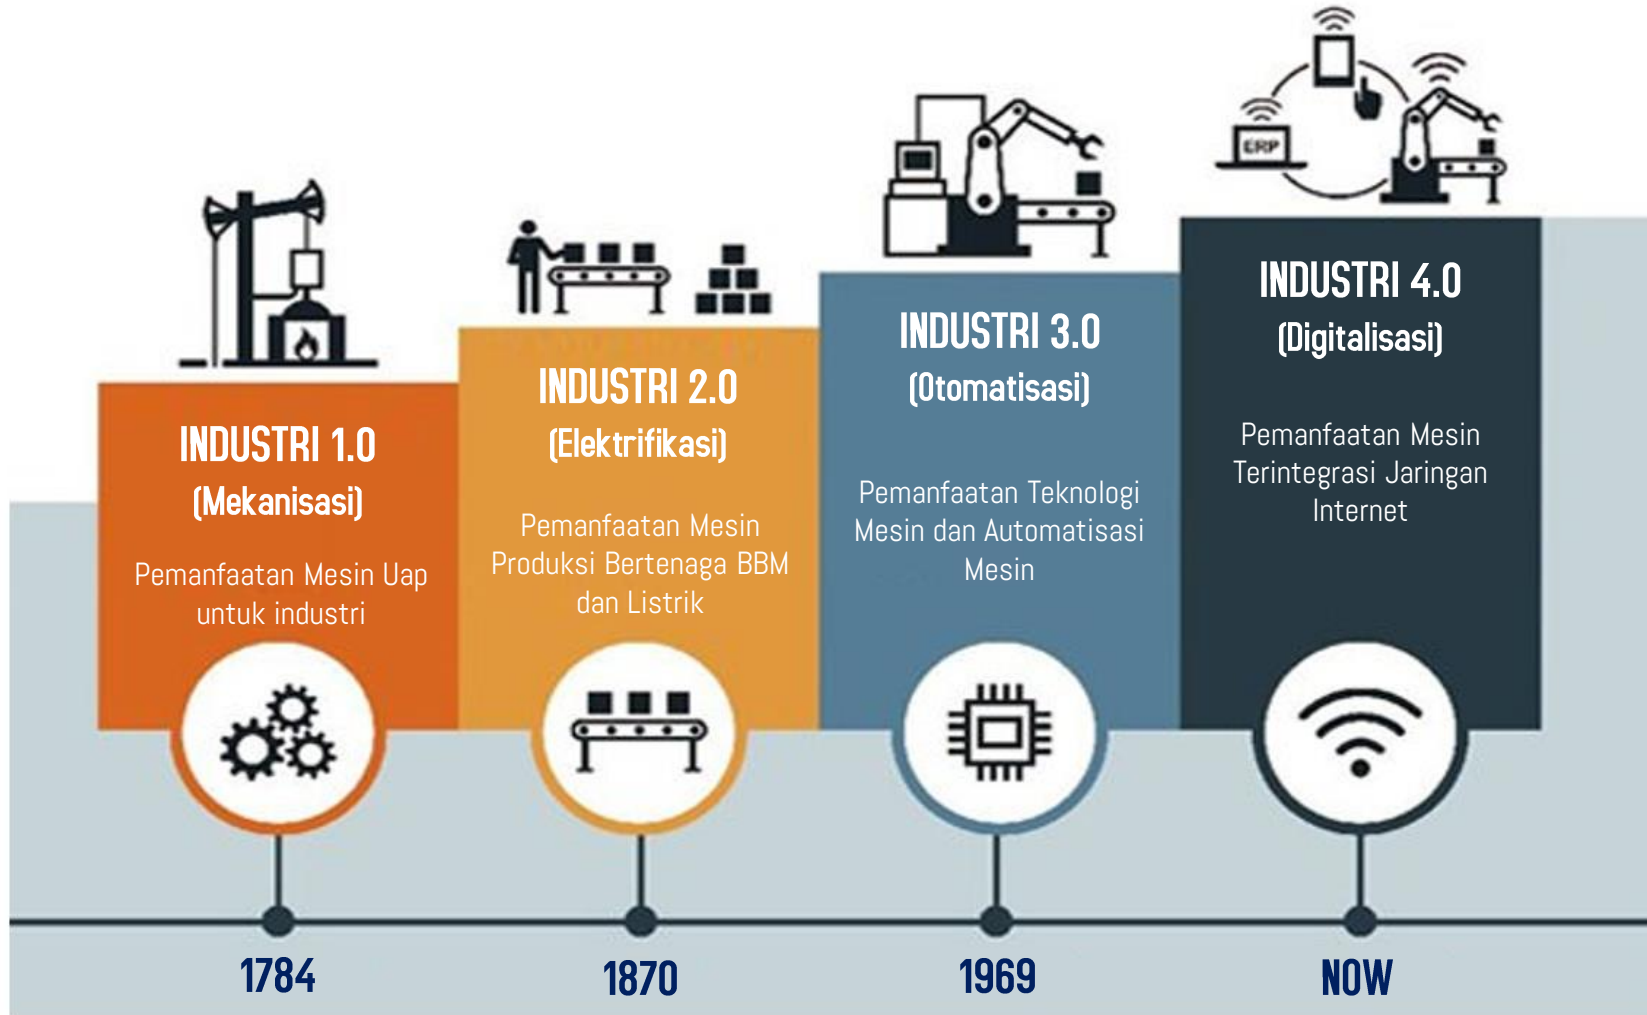 ERP
INDUSTRI 1.0
(Mekanisasi)
Pemanfaatan Mesin Uap
untuk industri
INDUSTRI 2.0
(Elektrifikasi)
Pemanfaatan Mesin
Produksi Bertenaga BBM
dan Listrik
INDUSTRI 3.0
(Otomatisasi)
Pemanfaatan Teknologi
Mesin dan Automatisasi
Mesin
INDUSTRI 4.0
(Digitalisasi)
Pemanfaatan Mesin
Terintegrasi Jaringan
Internet
1784
1870
1969
NOW